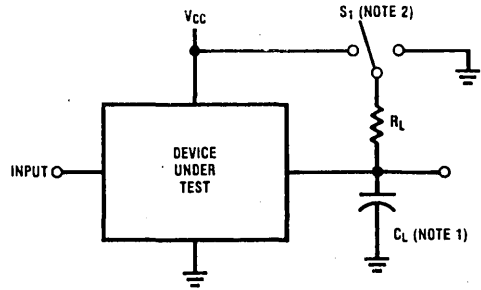 VCC
S1 (NOTE 2)
RL
INPUT
DEVICE
UNDER
TEST
CL (NOTE 1)